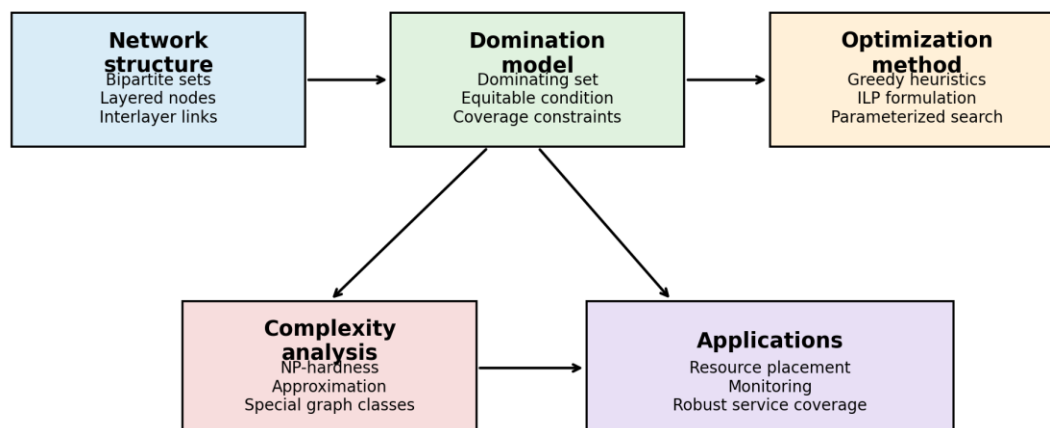 Network
structure
Bipartite sets
Layered nodes
Interlayer links
Domination
model
Dominating set
Equitable condition
Coverage constraints
Optimization
method
Greedy heuristics
ILP formulation
Parameterized search
Complexity
analysis
NP-hardness
Approximation
Special graph classes
Applications
Resource placement
Monitoring
Robust service coverage